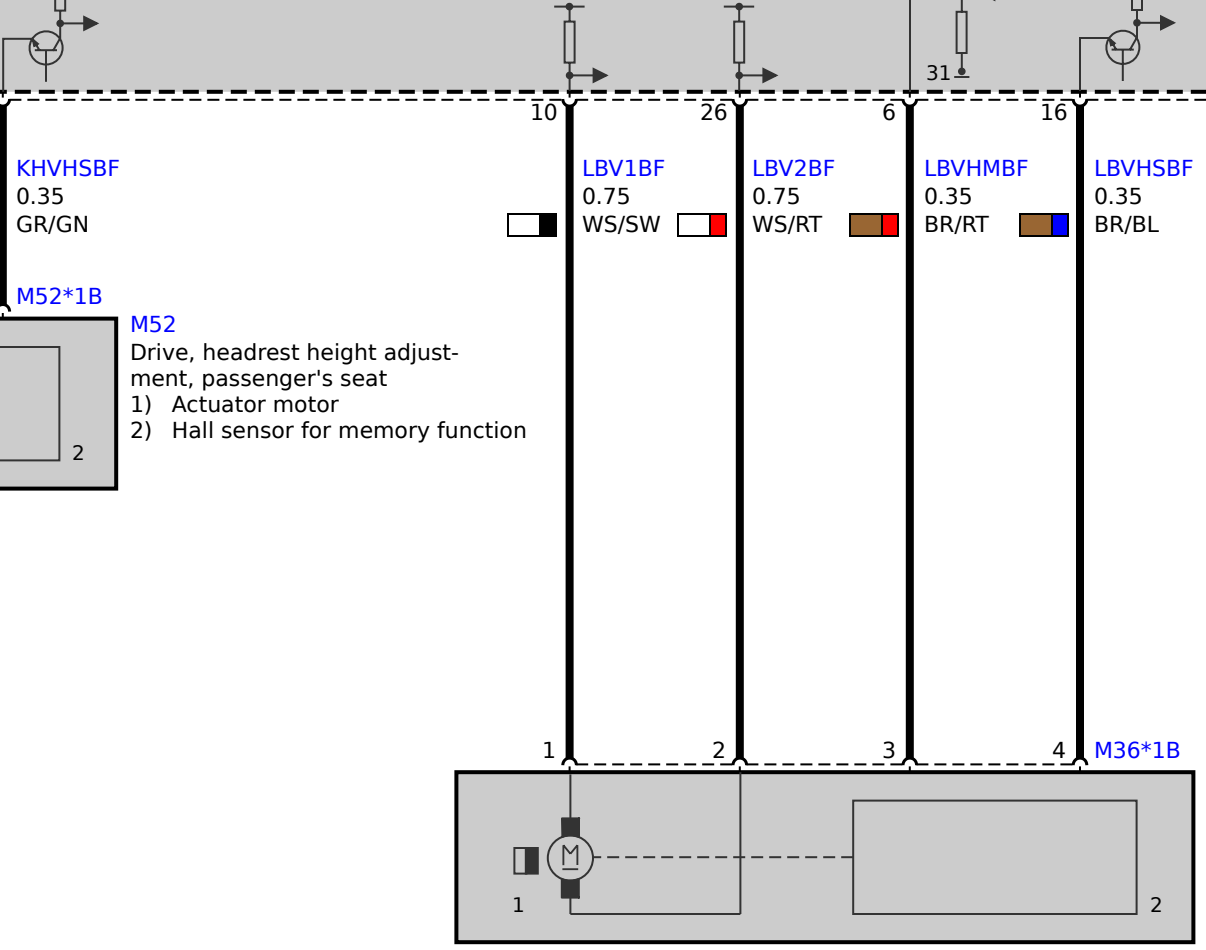 31
10
26
6
16
KHVHSBF
0.35
GR/GN
LBV1BF
0.75
WS/SW
LBV2BF
0.75
WS/RT
LBVHMBF
0.35
BR/RT
LBVHSBF
0.35
BR/BL
M52*1B
M52
Drive, headrest height adjust-
ment, passenger's seat
1) Actuator motor
2) Hall sensor for memory function
2
1
2
3
4
M36*1B
M
1
2